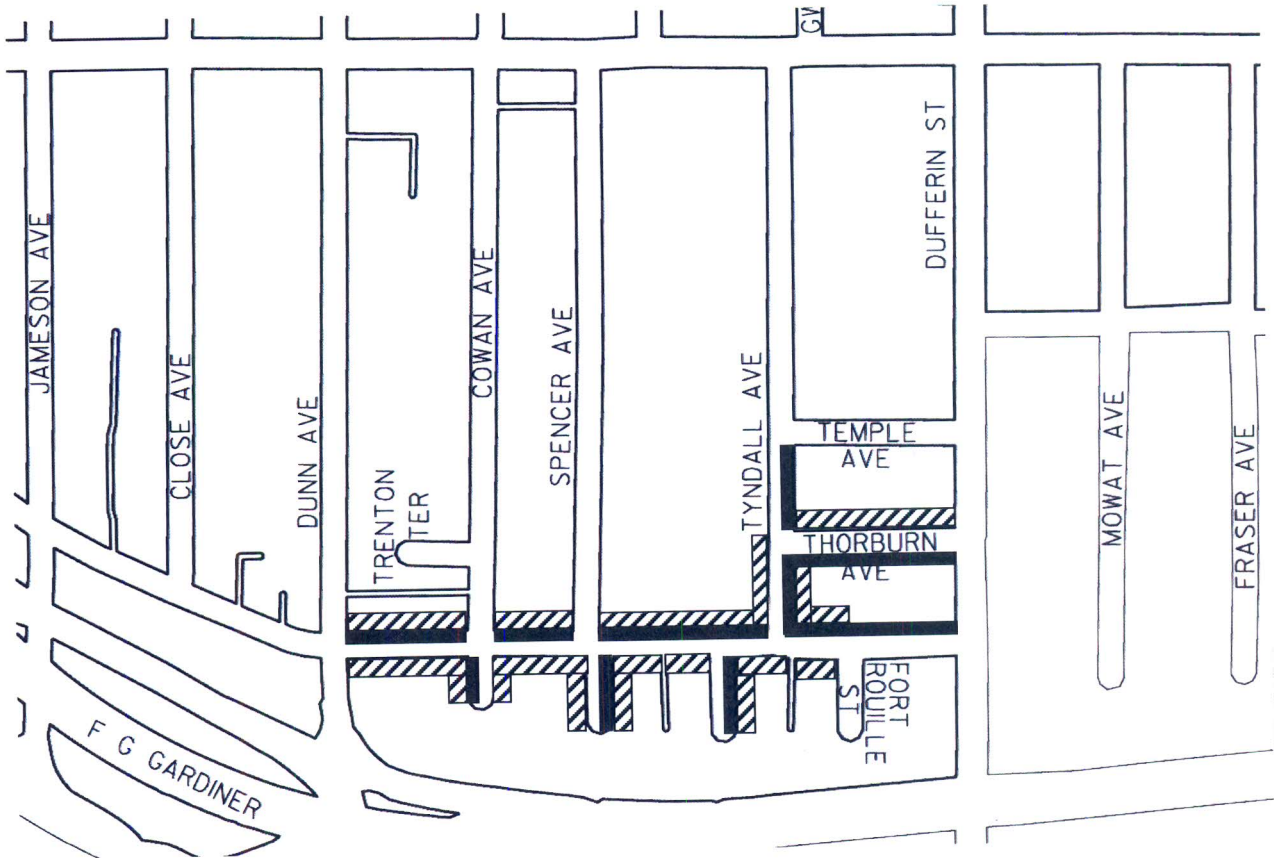 GW
JAMESON AVE
CLOSE AVE
DUNN AVE
TRENTON
TER
COWAN AVE
SPENCER AVE
TYNDALL AVE
DUFFERIN ST
TEMPLE
AVE
THORBURN
AVE
MOWAT AVE
FRASER AVE
FORT
ROUILLE
ST
F G GARDINER